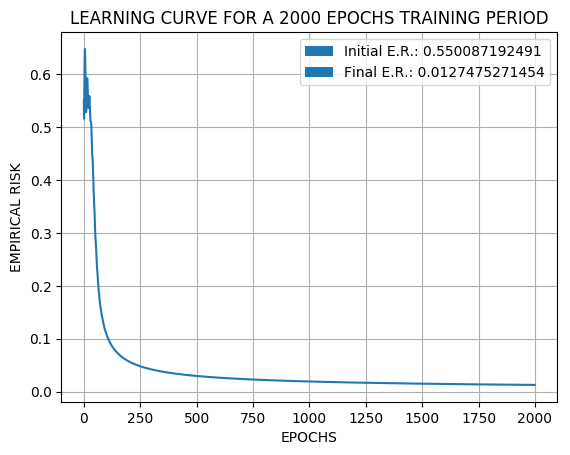 LEARNING CURVE FOR A 2000 EPOCHS TRAINING PERIOD
Initial E.R.: 0.550087192491
Final E.R.: 0.0127475271454
EMPIRICAL RISK
0.6
0.5
0.4
0.3
0.2
0.1
0.0
0 250 500 750 1000 1250 1500 1750 2000
EPOCHS